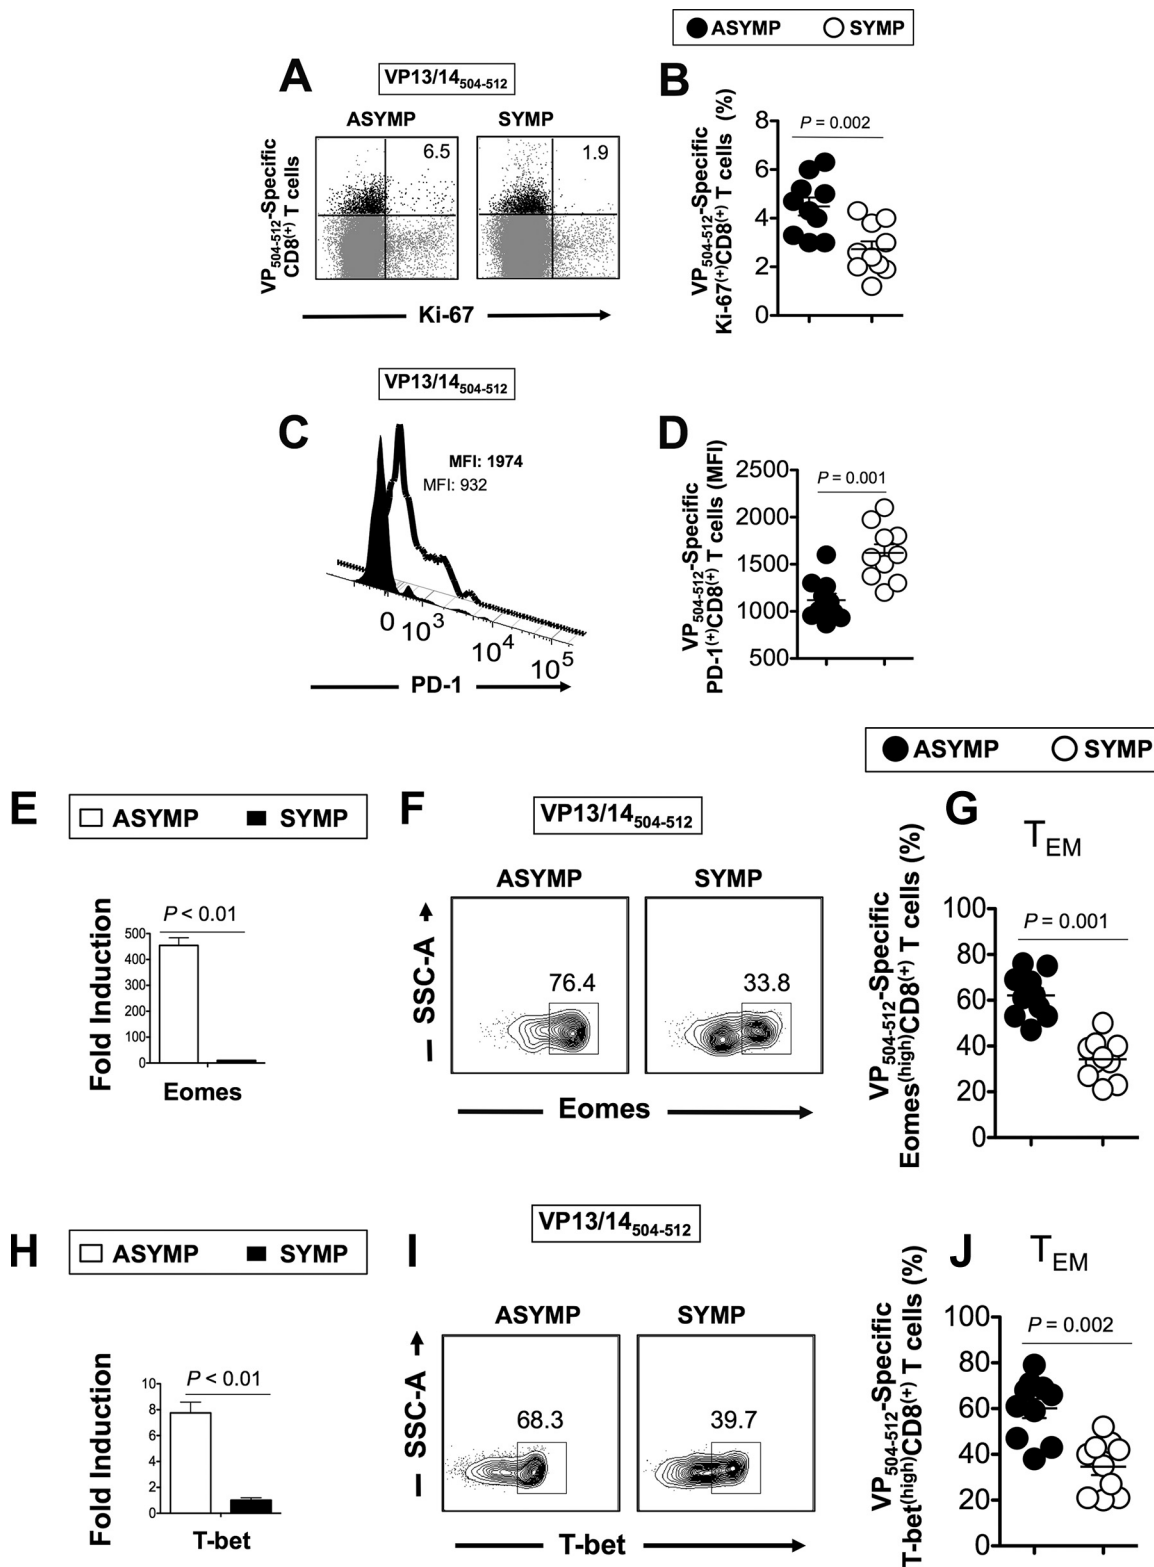 ASYMP SYMP
A
VP13/14504-512
ASYMP SYMP
VP504-512-Specific
CD8(+) T cells
6.5
1.9
Ki-67
B
VP504-512-Specific
Ki-67(+)CD8(+) T cells (%)
P = 0.002
8
6
4
2
0
C
VP13/14504-512
MFI: 1974
MFI: 932
0 10^3 10^4 10^5
PD-1
D
VP504-512-Specific
PD-1(+)CD8(+) T cells (MFI)
P = 0.001
2500
2000
1500
1000
500
ASYMP SYMP
E
ASYMP SYMP
Fold Induction
P < 0.01
500
400
300
200
100
0
Eomes
F
VP13/14504-512
ASYMP SYMP
SSC-A
76.4
33.8
Eomes
G
TEM
VP504-512-Specific
Eomes(high)CD8(+) T cells (%)
P = 0.001
100
80
60
40
20
0
H
ASYMP SYMP
Fold Induction
P < 0.01
10
8
6
4
2
0
T-bet
I
VP13/14504-512
ASYMP SYMP
SSC-A
68.3
39.7
T-bet
J
TEM
VP504-512-Specific
T-bet(high)CD8(+) T cells (%)
P = 0.002
100
80
60
40
20
0